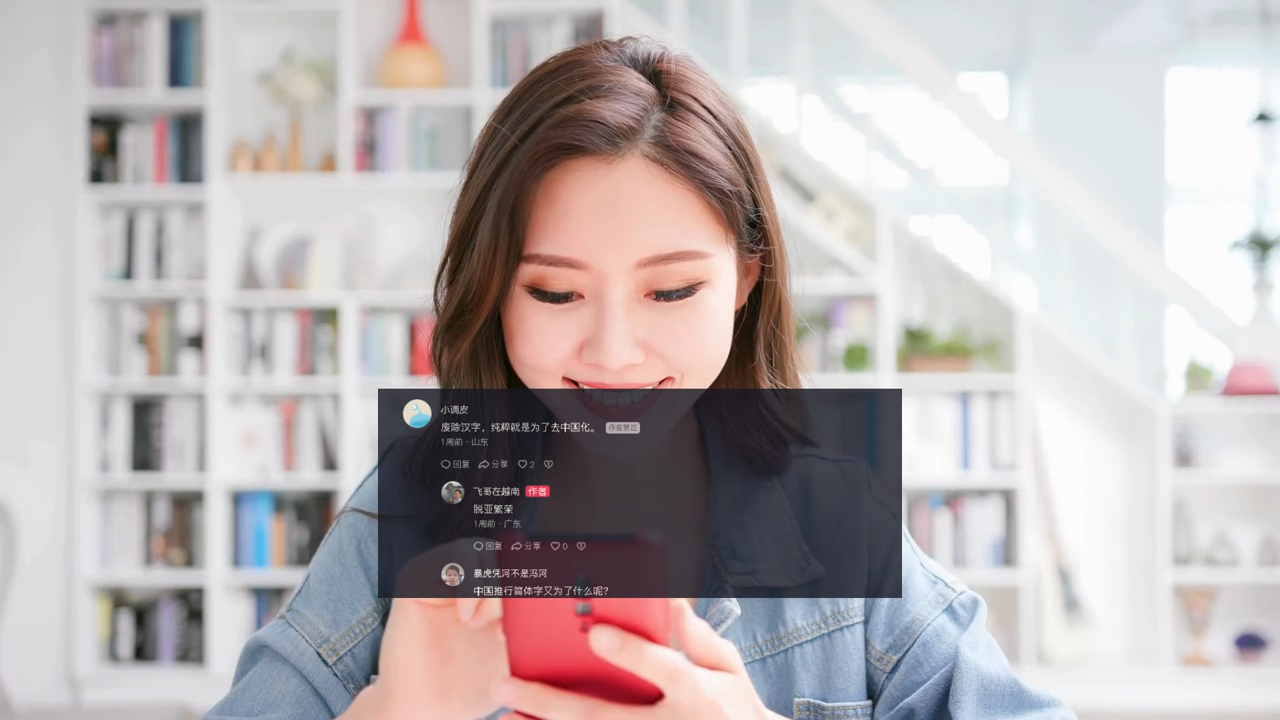 小调皮
废除汉字，纯粹就是为了去中国化。 作者赞过
1周前 · 山东
回复 分享 2
飞哥在越南 作者
脱亚繁荣
1周前 · 广东
回复 分享 0
暴虎凭河不是冯河
中国推行简体字又为了什么呢？